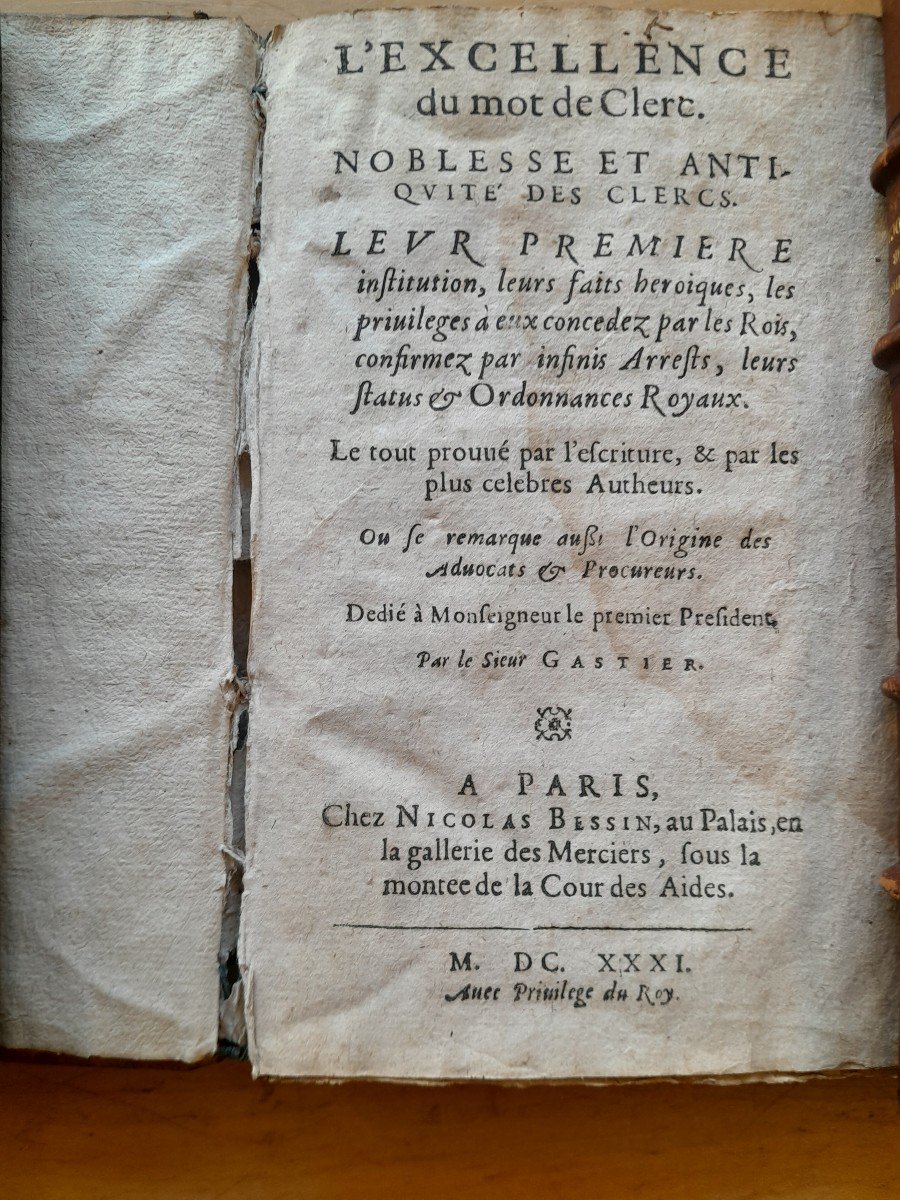 L'EXCELLENCE
du mot de Clerc.
NOBLESSE ET ANTI-
QVITÉ DES CLERCS.
LEVR PREMIERE
inſtitution, leurs faits heroiques, les
priuileges à eux concedez par les Rois,
confirmez par infinis Arreſts, leurs
ſtatus & Ordonnances Royaux.
Le tout prouué par l'eſcriture, & par les
plus celebres Autheurs.
Ou ſe remarque außi l'Origine des
Aduocats & Procureurs.
Dedié à Monſeigneur le premier Preſident,
Par le Sieur GASTIER.
A PARIS,
Chez NICOLAS BESSIN, au Palais, en
la gallerie des Merciers, ſous la
montee de la Cour des Aides.
M. DC. XXXI.
Auec Priuilege du Roy.